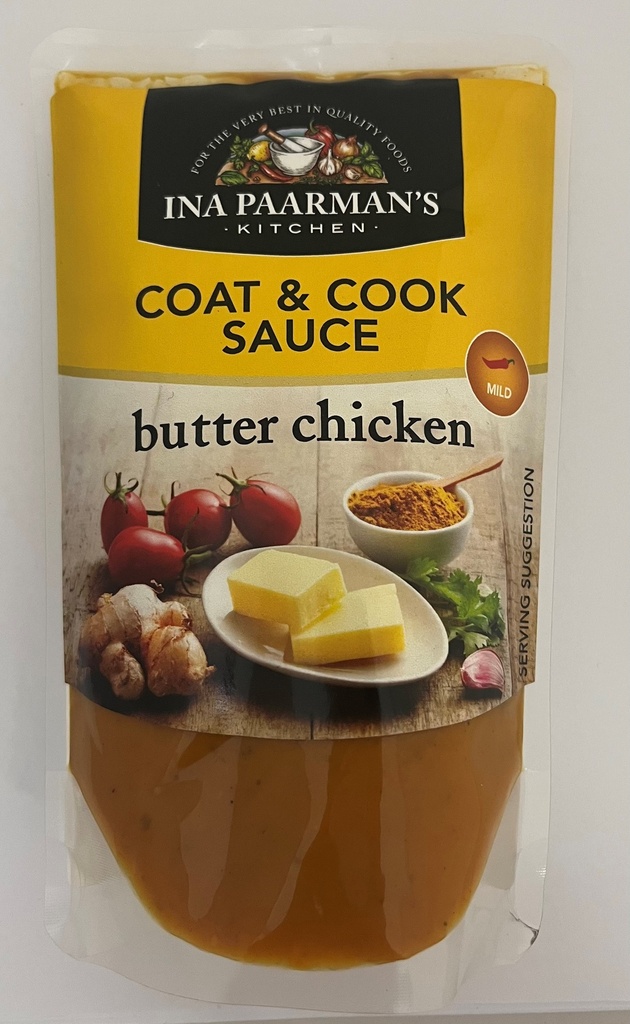 FOR THE VERY BEST IN QUALITY FOODS
INA PAARMAN'S
· KITCHEN ·
COAT & COOK
SAUCE
MILD
butter chicken
SERVING SUGGESTION